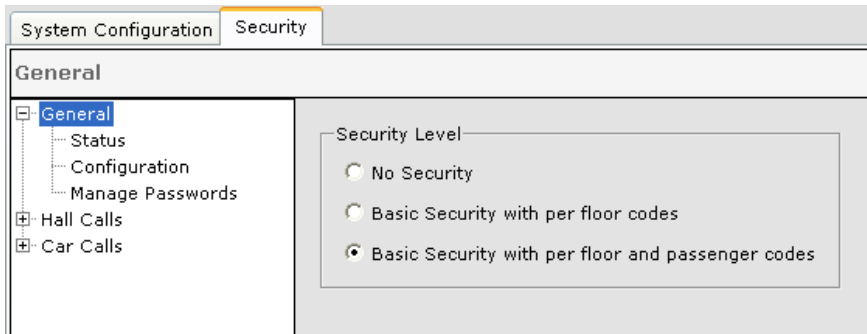 System Configuration Security
General
General
Status
Configuration
Manage Passwords
Hall Calls
Car Calls
Security Level
No Security
Basic Security with per floor codes
Basic Security with per floor and passenger codes